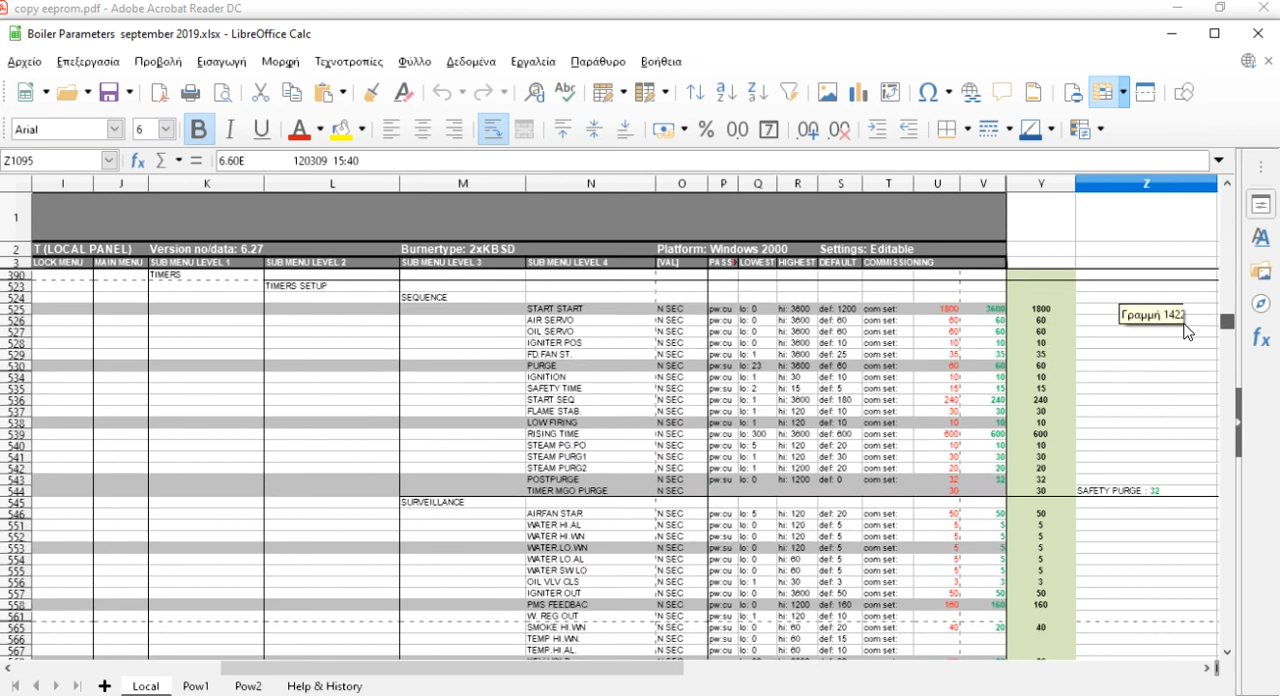 copy eeprom.pdf - Adobe Acrobat Reader DC
Boiler Parameters september 2019.xlsx - LibreOffice Calc
Αρχείο Επεξεργασία Προβολή Εισαγωγή Μορφή Τεχνοτροπίες Φύλλο Δεδομένα Εργαλεία Παράθυρο Βοήθεια
Arial 6
Z1095 6.60E 120309 15:40
I J K L M N O P Q R S T U V Y Z
1
2 T (LOCAL PANEL) Version no/data: 6.27 Burnertype: 2xKBSD Platform: Windows 2000 Settings: Editable
3 LOCK MENU MAIN MENU SUB MENU LEVEL 1 SUB MENU LEVEL 2 SUB MENU LEVEL 3 SUB MENU LEVEL 4 [VAL] PASS LOWEST HIGHEST DEFAULT COMMISSIONING
390 TIMERS
523 TIMERS SETUP
524 SEQUENCE
525 START START N SEC pw:cu lo: 0 hi: 3600 def: 1200 com set: 1800 3600 1800
526 AIR SERVO N SEC pw:cu lo: 0 hi: 3600 def: 60 com set: 60 60 60
527 OIL SERVO N SEC pw:cu lo: 0 hi: 3600 def: 60 com set: 60 60 60
528 IGNITER POS N SEC pw:cu lo: 0 hi: 3600 def: 10 com set: 10 10 10
529 FD.FAN ST. N SEC pw:cu lo: 1 hi: 3600 def: 25 com set: 35 35 35
530 PURGE N SEC pw:su lo: 23 hi: 3600 def: 60 com set: 60 60 60
534 IGNITION N SEC pw:su lo: 1 hi: 30 def: 10 com set: 10 10 10
535 SAFETY TIME N SEC pw:su lo: 2 hi: 15 def: 5 com set: 15 15 15
536 START SEQ N SEC pw:cu lo: 1 hi: 3600 def: 180 com set: 240 240 240
537 FLAME STAB. N SEC pw:cu lo: 1 hi: 3600 def: 10 com set: 30 30 30
538 LOW FIRING N SEC pw:cu lo: 1 hi: 120 def: 10 com set: 10 10 10
539 RISING TIME N SEC pw:cu lo: 300 hi: 3600 def: 600 com set: 600 600 600
540 STEAM PG.PO N SEC pw:su lo: 5 hi: 120 def: 20 com set: 10 10 10
541 STEAM PURG1 N SEC pw:cu lo: 1 hi: 120 def: 30 com set: 30 30 30
542 STEAM PURG2 N SEC pw:cu lo: 1 hi: 1200 def: 20 com set: 20 20 20
543 POSTPURGE N SEC pw:su lo: 0 hi: 1200 def: 0 com set: 32 32 32
544 TIMER MGO PURGE N SEC 30 30 SAFETY PURGE : 32
545 SURVEILLANCE
546 AIRFAN STAR N SEC pw:cu lo: 5 hi: 120 def: 20 com set: 50 50 50
551 WATER HI.AL N SEC pw:cu lo: 0 hi: 120 def: 5 com set: 5 5 5
552 WATER HI.WN N SEC pw:su lo: 0 hi: 120 def: 5 com set: 5 5 5
553 WATER.LO.WN N SEC pw:su lo: 0 hi: 120 def: 5 com set: 5 5 5
554 WATER LO.AL N SEC pw:cu lo: 0 hi: 60 def: 5 com set: 5 5 5
555 WATER SW.LO N SEC pw:su lo: 0 hi: 60 def: 5 com set: 5 5 5
556 OIL VLV CLS N SEC pw:cu lo: 1 hi: 30 def: 3 com set: 3 3 3
557 IGNITER OUT N SEC pw:cu lo: 0 hi: 3600 def: 50 com set: 50 50 50
558 PMS FEEDBAC N SEC pw:cu lo: 0 hi: 1200 def: 160 com set: 160 160 160
561 W. REG OUT N SEC pw:su lo: 1 hi: 120 def: 10 com set:
565 SMOKE HI.WN N SEC pw:su lo: 0 hi: 60 def: 20 com set: 40 20 40
566 TEMP HI.WN. N SEC pw:su lo: 0 hi: 60 def: 15 com set:
567 TEMP.HI.AL. N SEC pw:cu lo: 0 hi: 60 def: 10 com set:
Γραμμή 1422
Local Pow1 Pow2 Help & History